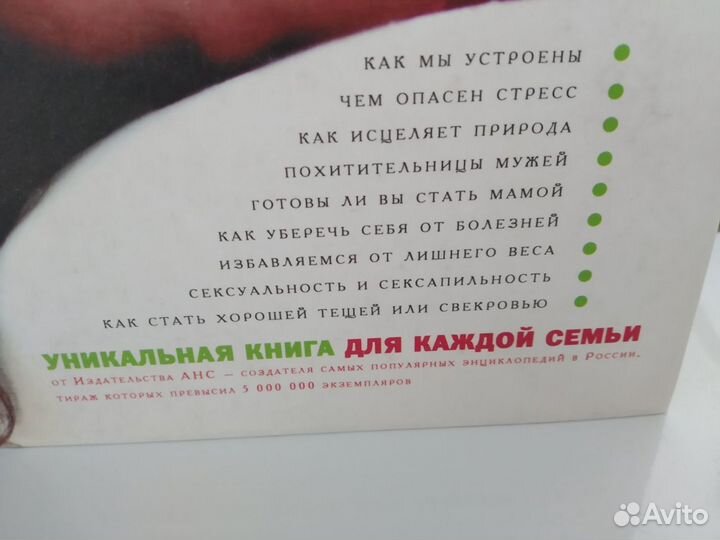 КАК МЫ УСТРОЕНЫ
ЧЕМ ОПАСЕН СТРЕСС
КАК ИСЦЕЛЯЕТ ПРИРОДА
ПОХИТИТЕЛЬНИЦЫ МУЖЕЙ
ГОТОВЫ ЛИ ВЫ СТАТЬ МАМОЙ
КАК УБЕРЕЧЬ СЕБЯ ОТ БОЛЕЗНЕЙ
ИЗБАВЛЯЕМСЯ ОТ ЛИШНЕГО ВЕСА
СЕКСУАЛЬНОСТЬ И СЕКСАПИЛЬНОСТЬ
КАК СТАТЬ ХОРОШЕЙ ТЕЩЕЙ ИЛИ СВЕКРОВЬЮ
УНИКАЛЬНАЯ КНИГА ДЛЯ КАЖДОЙ СЕМЬИ
от Издательства АНС – создателя самых популярных энциклопедий в России,
тираж которых превысил 5 000 000 экземпляров
Avito